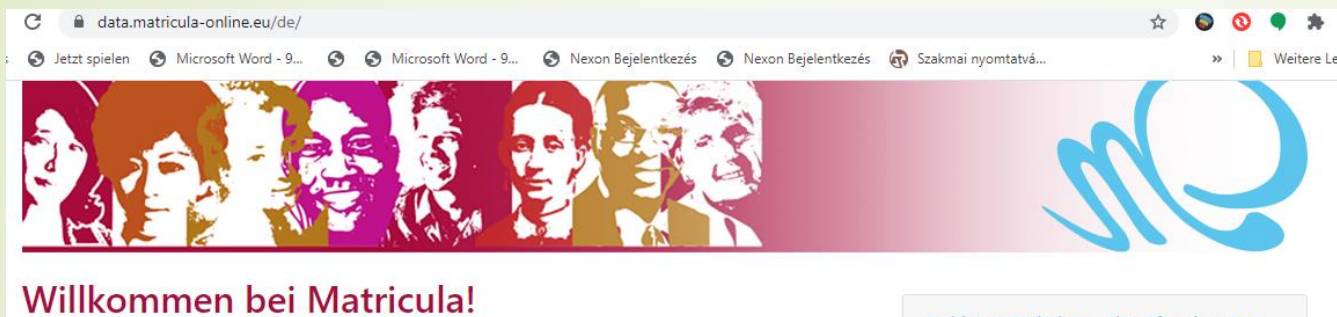 data.matricula-online.eu/de/
Jetzt spielen Microsoft Word - 9... Microsoft Word - 9... Nexon Bejelentkezés Nexon Bejelentkezés Szakmai nyomtatvá... » Weitere Le
Willkommen bei Matricula!